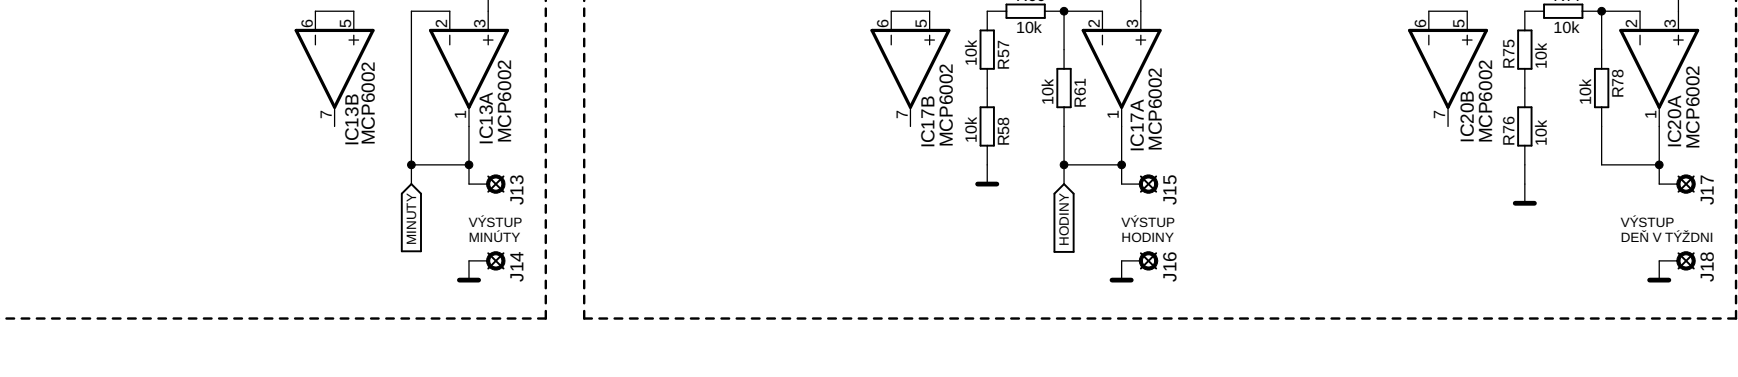 6
5
2
3
7
IC13B
MCP6002
1
IC13A
MCP6002
MINUTY
J13
VÝSTUP
MINÚTY
J14
6
5
7
IC17B
MCP6002
10k
10k
R57
10k
R58
10k
R61
2
3
1
IC17A
MCP6002
HODINY
J15
VÝSTUP
HODINY
J16
6
5
7
IC20B
MCP6002
10k
R75
10k
R76
10k
10k
R78
2
3
1
IC20A
MCP6002
J17
VÝSTUP
DEŇ V TÝŽDNI
J18